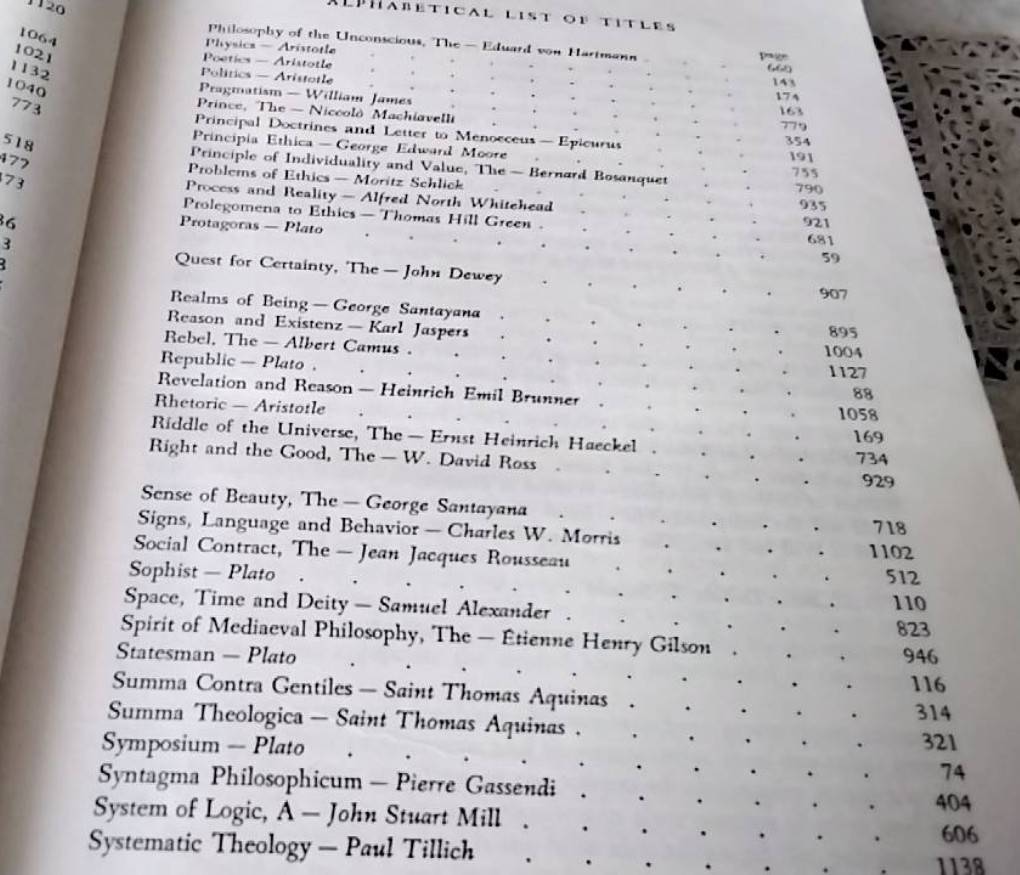 1120
1064
1021
1132
1040
773
518
477
ALPHABETICAL LIST OF TITLES
page
Philosophy of the Unconscious, The — Eduard von Hartmann . . . 660
Physics — Aristotle . . . . . . . . 143
Poetics — Aristotle . . . . . . . . 174
Politics — Aristotle . . . . . . . . 163
Pragmatism — William James . . . . . . 779
Prince, The — Niccolò Machiavelli . . . . . 354
Principal Doctrines and Letter to Menoeceus — Epicurus . . . 191
Principia Ethica — George Edward Moore . . . . . 755
Principle of Individuality and Value, The — Bernard Bosanquet . . 790
Problems of Ethics — Moritz Schlick . . . . . . 935
Process and Reality — Alfred North Whitehead . . . . 921
Prolegomena to Ethics — Thomas Hill Green . . . . . 681
Protagoras — Plato . . . . . . . . 59
Quest for Certainty, The — John Dewey . . . . . 907
Realms of Being — George Santayana . . . . . . 895
Reason and Existenz — Karl Jaspers . . . . . . 1004
Rebel, The — Albert Camus . . . . . . . 1127
Republic — Plato . . . . . . . . . 88
Revelation and Reason — Heinrich Emil Brunner . . . . 1058
Rhetoric — Aristotle . . . . . . . . 169
Riddle of the Universe, The — Ernst Heinrich Haeckel . . . . 734
Right and the Good, The — W. David Ross . . . . . 929
Sense of Beauty, The — George Santayana . . . . 718
Signs, Language and Behavior — Charles W. Morris . . . 1102
Social Contract, The — Jean Jacques Rousseau . . . . 512
Sophist — Plato . . . . . . . . 110
Space, Time and Deity — Samuel Alexander . . . . . 823
Spirit of Mediaeval Philosophy, The — Étienne Henry Gilson . . . 946
Statesman — Plato . . . . . . . . 116
Summa Contra Gentiles — Saint Thomas Aquinas . . . . 314
Summa Theologica — Saint Thomas Aquinas . . . . . 321
Symposium — Plato . . . . . . . . 74
Syntagma Philosophicum — Pierre Gassendi . . . . . 404
System of Logic, A — John Stuart Mill . . . . . . 606
Systematic Theology — Paul Tillich . . . . . . 1138